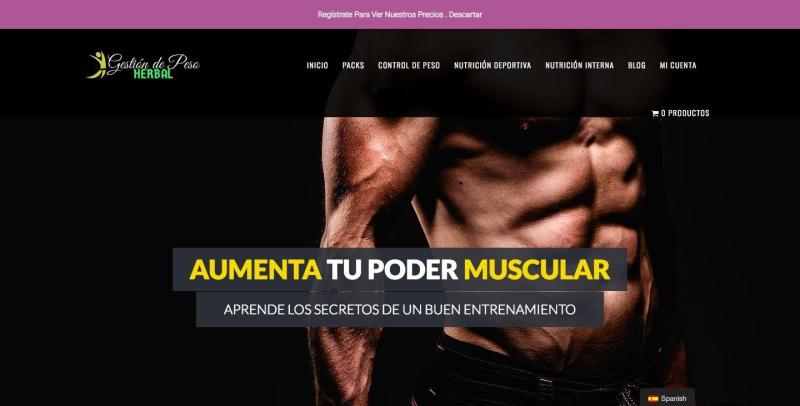 Regístrate Para Ver Nuestros Precios . Descartar
Gestión de Peso
HERBAL
INICIO PACKS CONTROL DE PESO NUTRICIÓN DEPORTIVA NUTRICIÓN INTERNA BLOG MI CUENTA
0 PRODUCTOS
AUMENTA TU PODER MUSCULAR
APRENDE LOS SECRETOS DE UN BUEN ENTRENAMIENTO
Spanish